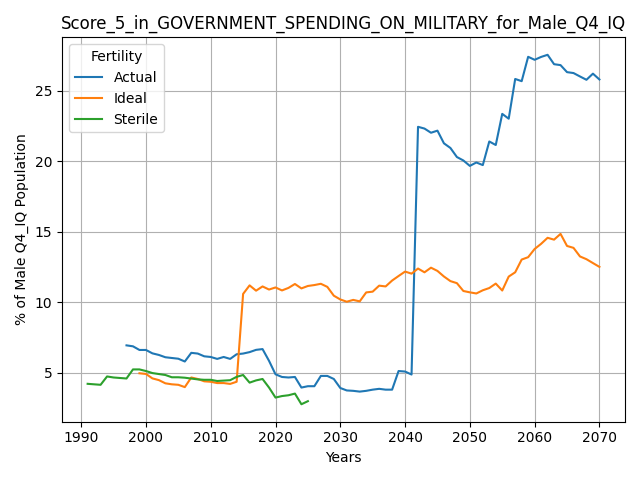 Score_5_in_GOVERNMENT_SPENDING_ON_MILITARY_for_Male_Q4_IQ
Fertility
Actual
Ideal
Sterile
% of Male Q4_IQ Population
25
20
15
10
5
1990 2000 2010 2020 2030 2040 2050 2060 2070
Years